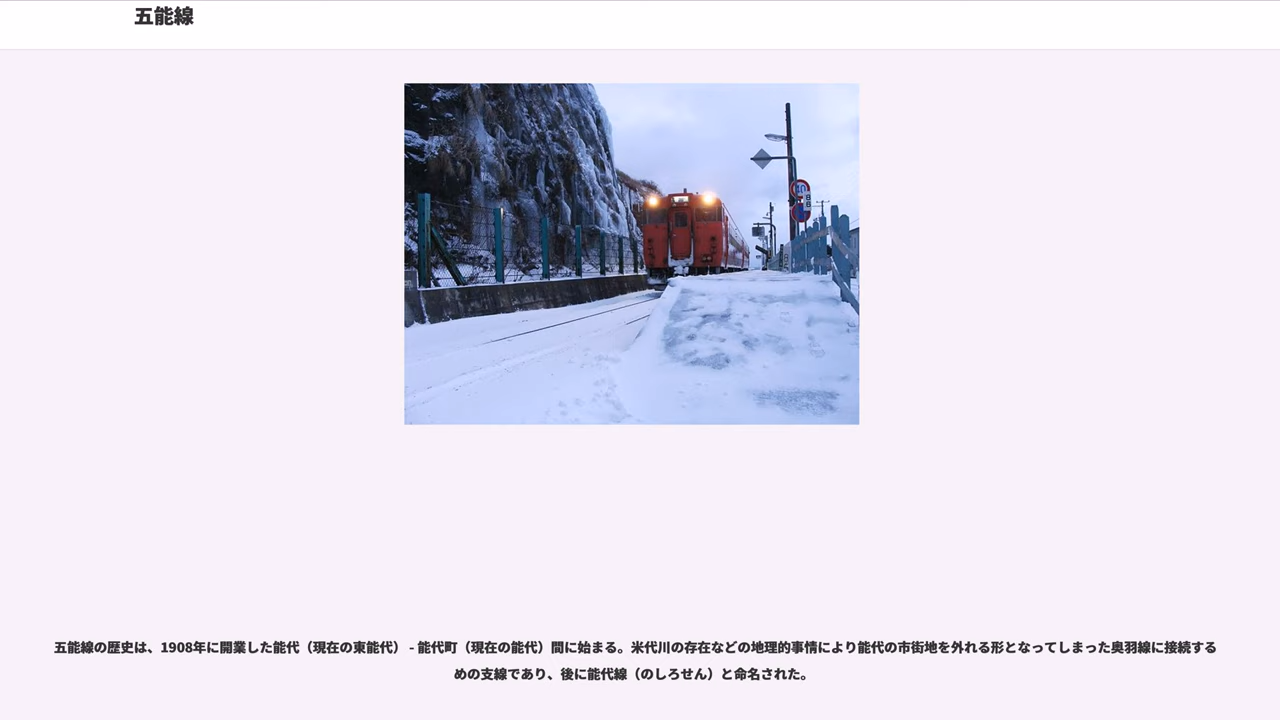 五能線
五能線の歴史は、1908年に開業した能代（現在の東能代） - 能代町（現在の能代）間に始まる。米代川の存在などの地理的事情により能代の市街地を外れる形となってしまった奥羽線に接続する
めの支線であり、後に能代線（のしろせん）と命名された。